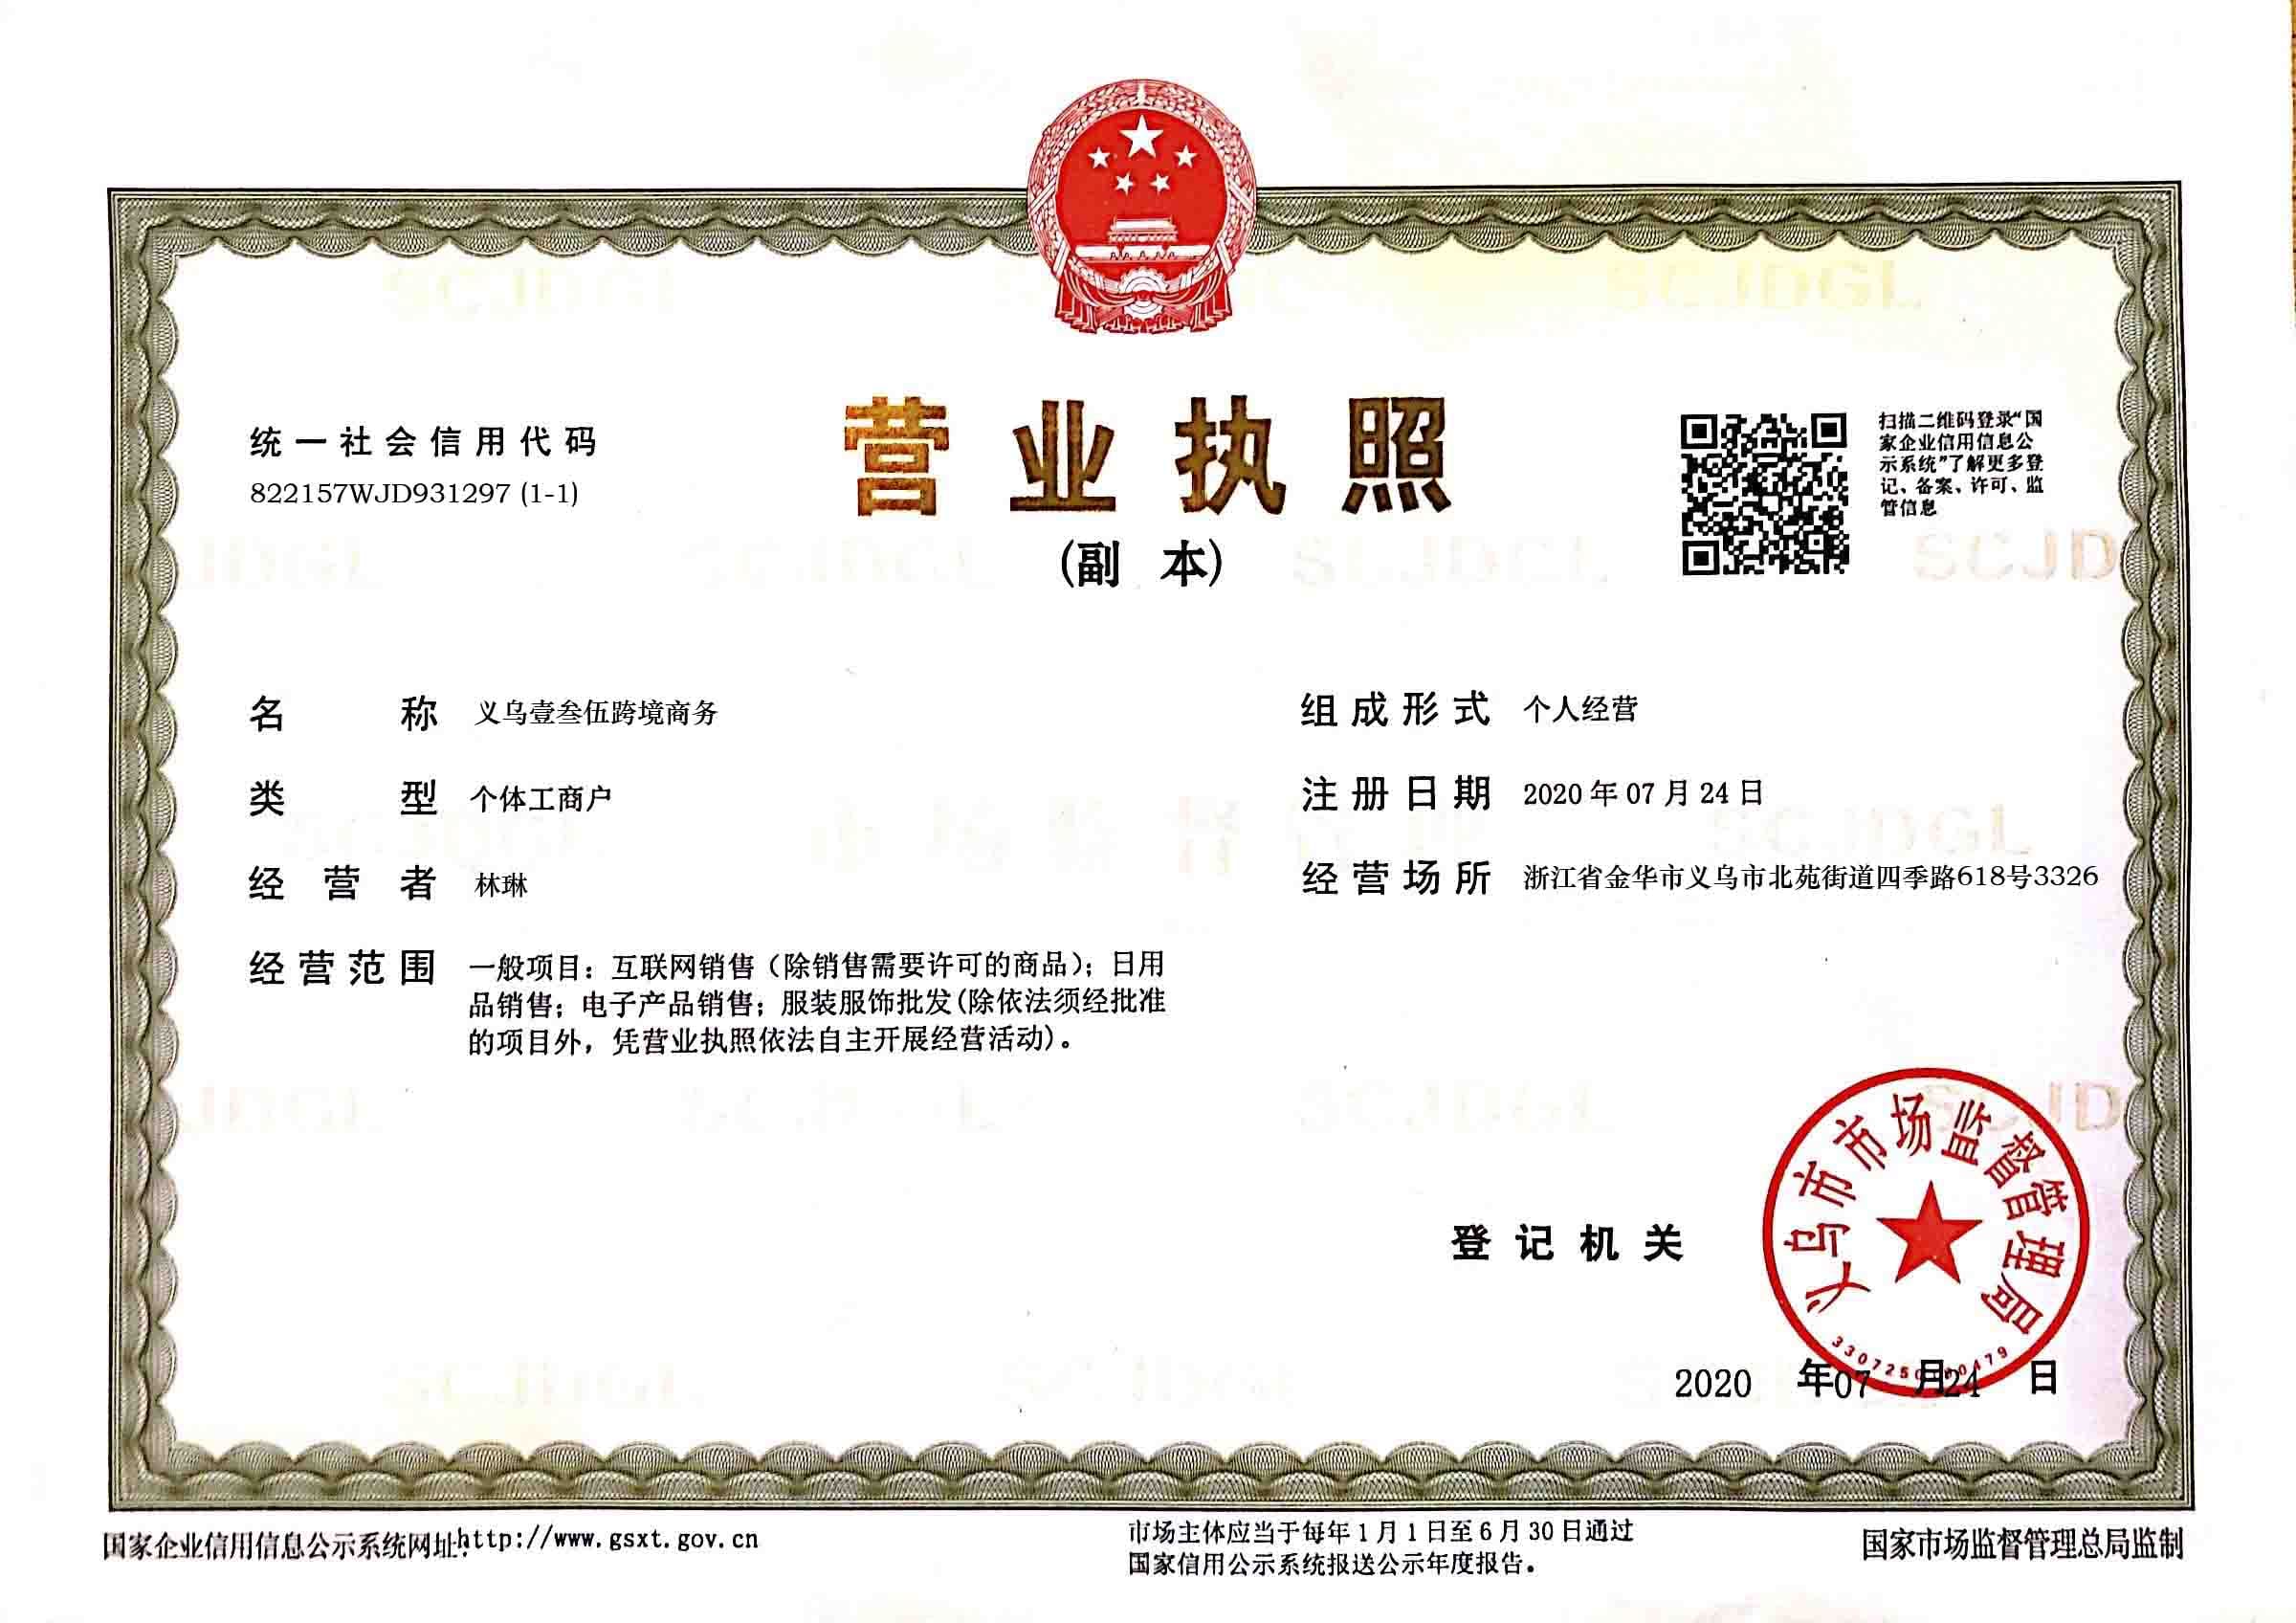 统一社会信用代码
822157WJD931297 (1-1)
营业执照
(副 本)
扫描二维码登录“国
家企业信用信息公
示系统”了解更多登
记、备案、许可、监
管信息
名 称 义乌壹叁伍跨境商务
类 型 个体工商户
经 营 者 林琳
经营范围 一般项目：互联网销售（除销售需要许可的商品）；日用
品销售；电子产品销售；服装服饰批发(除依法须经批准
的项目外，凭营业执照依法自主开展经营活动)。
组成形式 个人经营
注册日期 2020 年 07 月 24 日
经营场所 浙江省金华市义乌市北苑街道四季路618号3326
登记机关
义乌市市场监督管理局
2020 年07 月24 日
国家企业信用信息公示系统网址:http://www.gsxt.gov.cn
市场主体应当于每年 1 月 1 日至 6 月 30 日通过
国家信用公示系统报送公示年度报告。
国家市场监督管理总局监制
SCJDGL